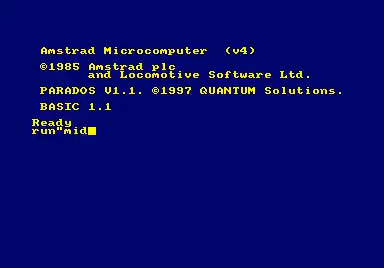 Amstrad Microcomputer (v4)
©1985 Amstrad plc
and Locomotive Software Ltd.
PARADOS V1.1. ©1997 QUANTUM Solutions.
BASIC 1.1
Ready
run"mid